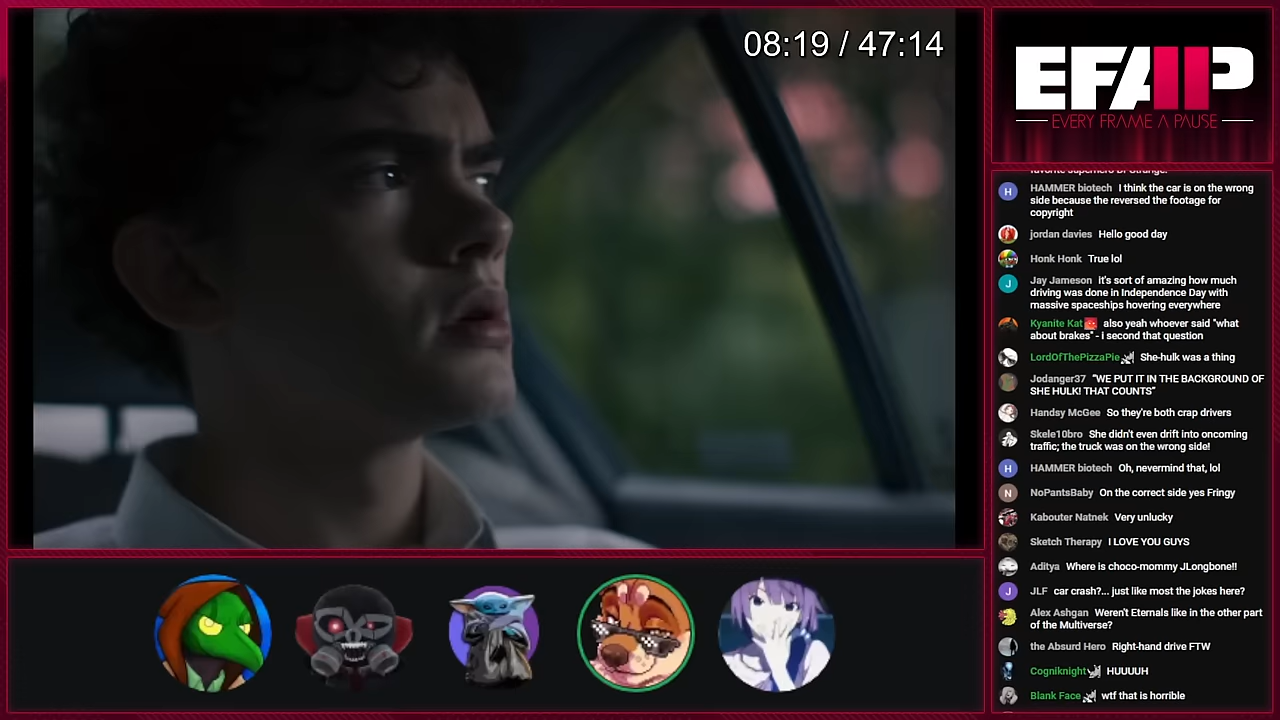 08:19 / 47:14
EFAP
EVERY FRAME A PAUSE
favorite superhero Dr Strange.
HAMMER biotech I think the car is on the wrong
side because the reversed the footage for
copyright
jordan davies Hello good day
Honk Honk True lol
Jay Jameson it's sort of amazing how much
driving was done in Independence Day with
massive spaceships hovering everywhere
Kyanite Kat also yeah whoever said "what
about brakes" - i second that question
LordOfThePizzaPie She-hulk was a thing
Jodanger37 "WE PUT IT IN THE BACKGROUND OF
SHE HULK! THAT COUNTS"
Handsy McGee So they're both crap drivers
Skele10bro She didn't even drift into oncoming
traffic; the truck was on the wrong side!
HAMMER biotech Oh, nevermind that, lol
NoPantsBaby On the correct side yes Fringy
Kabouter Natnek Very unlucky
Sketch Therapy I LOVE YOU GUYS
Aditya Where is choco-mommy JLongbone!!
JLF car crash?... just like most the jokes here?
Alex Ashgan Weren't Eternals like in the other part
of the Multiverse?
the Absurd Hero Right-hand drive FTW
Cogniknight HUUUUH
Blank Face wtf that is horrible